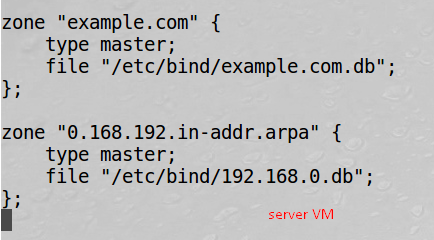 zone "example.com" {
    type master;
    file "/etc/bind/example.com.db";
};

zone "0.168.192.in-addr.arpa" {
    type master;
    file "/etc/bind/192.168.0.db";
};
server VM